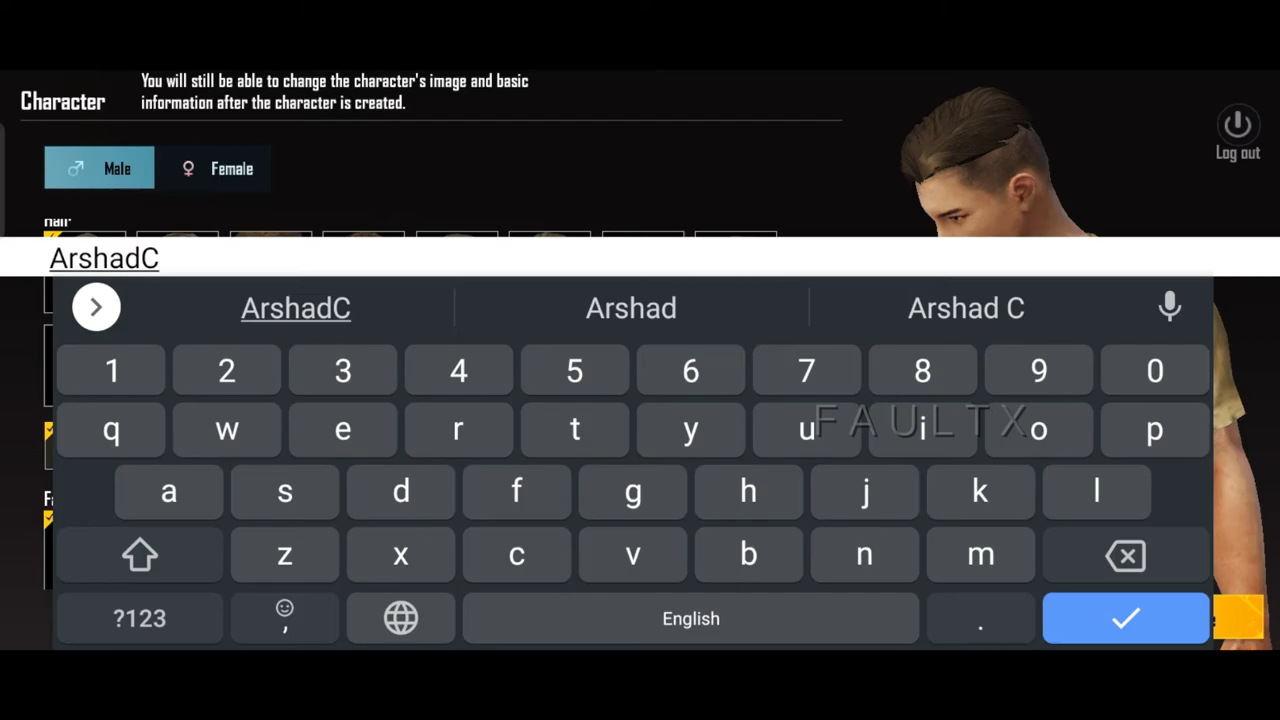 You will still be able to change the character's image and basic
information after the character is created.
Character
Male
Female
Log out
Hair
ArshadC
ArshadC
Arshad
Arshad C
1 2 3 4 5 6 7 8 9 0
q w e r t y u i o p
FAULTX
a s d f g h j k l
z x c v b n m
?123
,
English
.